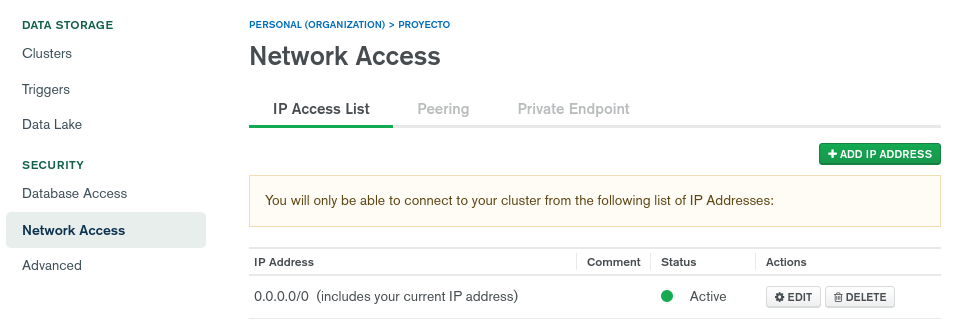 DATA STORAGE
Clusters
Triggers
Data Lake
SECURITY
Database Access
Network Access
Advanced
PERSONAL (ORGANIZATION) > PROYECTO
Network Access
IP Access List Peering Private Endpoint
+ ADD IP ADDRESS
You will only be able to connect to your cluster from the following list of IP Addresses:
IP Address Comment Status Actions
0.0.0.0/0 (includes your current IP address) Active EDIT DELETE